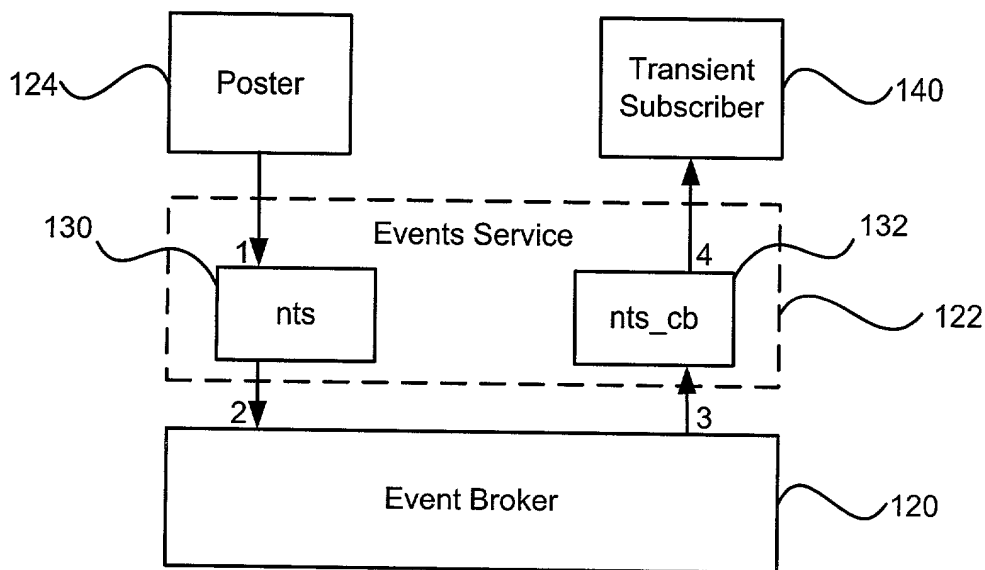 124
Poster
Transient
Subscriber
140
130
1
Events Service
4
132
nts
nts_cb
122
2
3
Event Broker
120